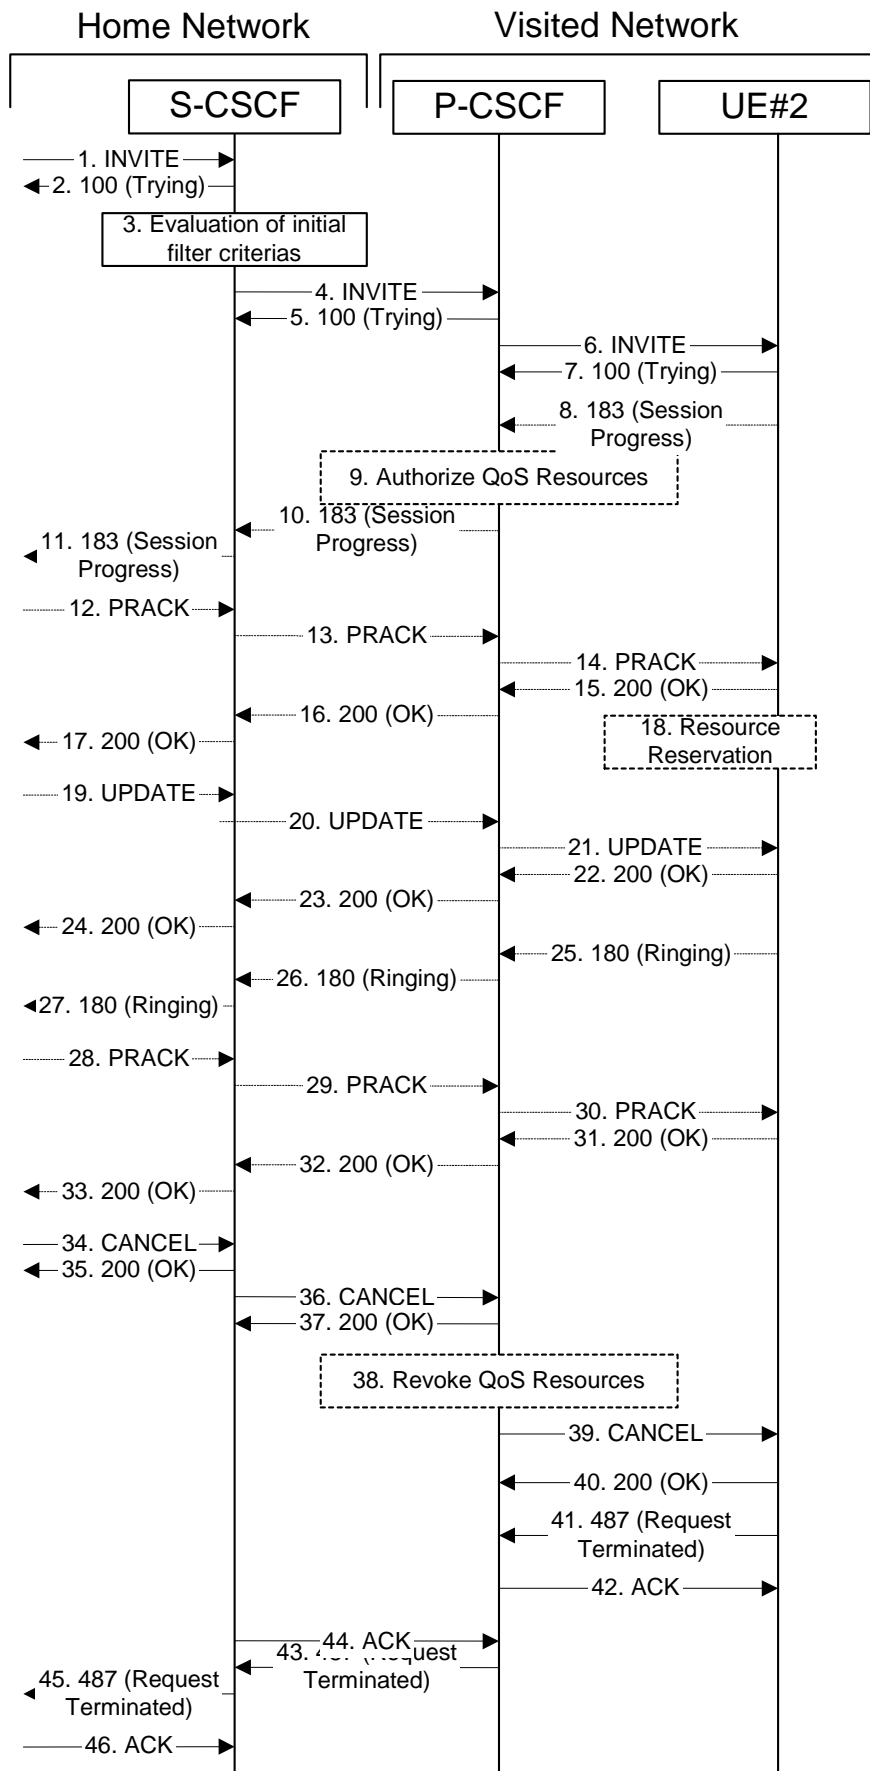 Home Network
Visited Network
S-CSCF
P-CSCF
UE#2
1. INVITE
2. 100 (Trying)
3. Evaluation of initial
filter criterias
4. INVITE
5. 100 (Trying)
6. INVITE
7. 100 (Trying)
8. 183 (Session
Progress)
9. Authorize QoS Resources
10. 183 (Session
Progress)
11. 183 (Session
Progress)
12. PRACK
13. PRACK
14. PRACK
15. 200 (OK)
16. 200 (OK)
17. 200 (OK)
18. Resource
Reservation
19. UPDATE
20. UPDATE
21. UPDATE
22. 200 (OK)
23. 200 (OK)
24. 200 (OK)
25. 180 (Ringing)
26. 180 (Ringing)
27. 180 (Ringing)
28. PRACK
29. PRACK
30. PRACK
31. 200 (OK)
32. 200 (OK)
33. 200 (OK)
34. CANCEL
35. 200 (OK)
36. CANCEL
37. 200 (OK)
38. Revoke QoS Resources
39. CANCEL
40. 200 (OK)
41. 487 (Request
Terminated)
42. ACK
44. ACK
43. 487 (Request
Terminated)
45. 487 (Request
Terminated)
46. ACK